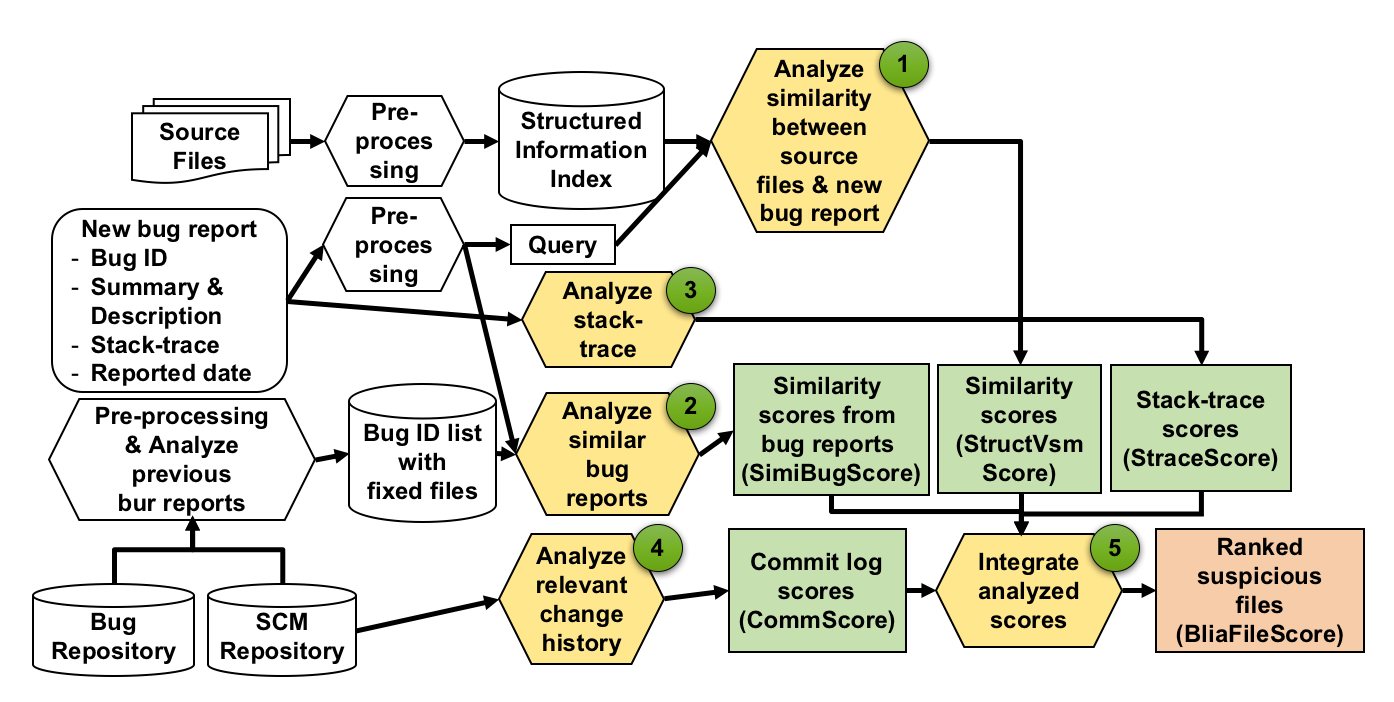 Source
Files
Pre-
proces
sing
Structured
Information
Index
Analyze
similarity
between
source
files & new
bug report
1
New bug report
- Bug ID
- Summary &
Description
- Stack-trace
- Reported date
Pre-
proces
sing
Query
Analyze
stack-
trace
3
Pre-processing
& Analyze
previous
bur reports
Bug ID list
with
fixed files
Analyze
similar
bug
reports
2
Similarity
scores from
bug reports
(SimiBugScore)
Similarity
scores
(StructVsm
Score)
Stack-trace
scores
(StraceScore)
Bug
Repository
SCM
Repository
Analyze
relevant
change
history
4
Commit log
scores
(CommScore)
Integrate
analyzed
scores
5
Ranked
suspicious
files
(BliaFileScore)